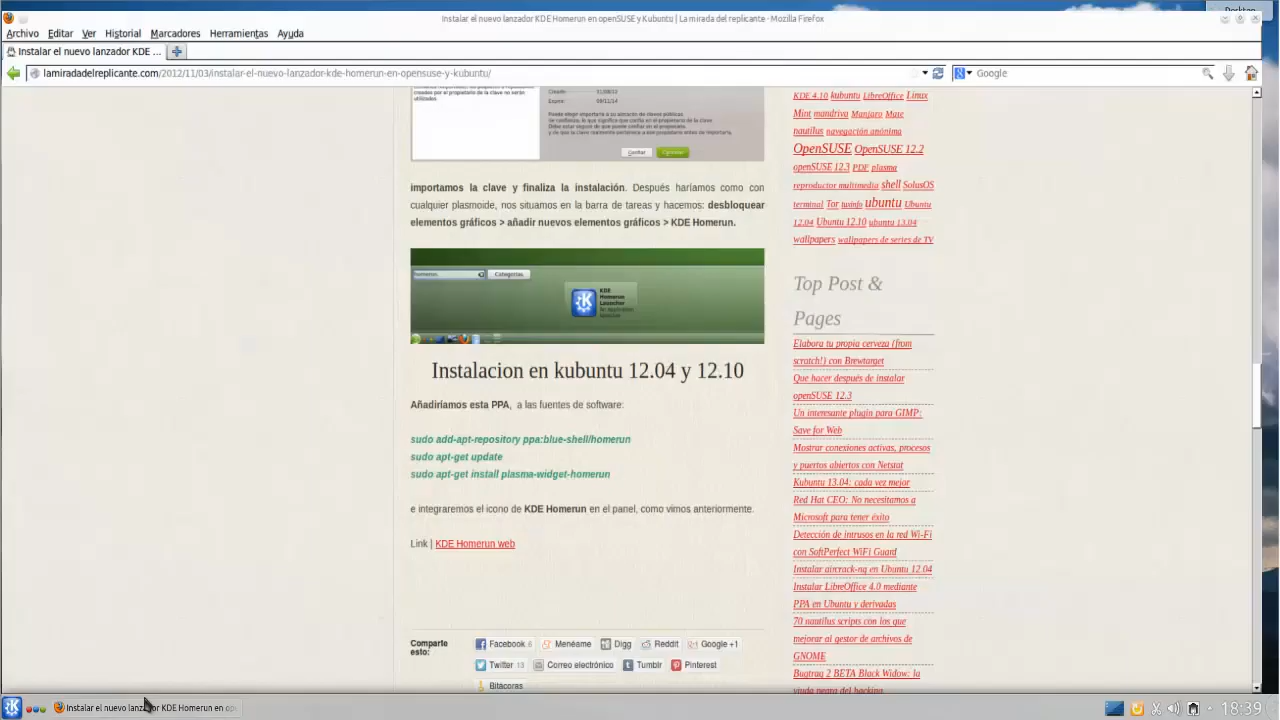 Instalar el nuevo lanzador KDE Homerun en openSUSE y Kubuntu | La mirada del replicante - Mozilla Firefox
Archivo Editar Ver Historial Marcadores Herramientas Ayuda
Instalar el nuevo lanzador KDE ...
lamiradadelreplicante.com/2012/11/03/instalar-el-nuevo-lanzador-kde-homerun-en-opensuse-y-kubuntu/
Google
utilizados
importamos la clave y finaliza la instalación. Después haríamos como con
cualquier plasmoide, nos situamos en la barra de tareas y hacemos: desbloquear
elementos gráficos > añadir nuevos elementos gráficos > KDE Homerun.
homerun
Categorías
KDE
Homerun
Launcher
Instalacion en kubuntu 12.04 y 12.10
Añadiríamos esta PPA, a las fuentes de software:
sudo add-apt-repository ppa:blue-shell/homerun
sudo apt-get update
sudo apt-get install plasma-widget-homerun
e integraremos el icono de KDE Homerun en el panel, como vimos anteriormente.
Link | KDE Homerun web
Comparte
esto:
Facebook 6 Menéame Digg Reddit Google +1
Twitter 13 Correo electrónico Tumblr Pinterest
Bitácoras
KDE 4.10 kubuntu LibreOffice Linux
Mint mandriva Manjaro Mate
nautilus navegación anónima
OpenSUSE OpenSUSE 12.2
openSUSE 12.3 PDF plasma
reproductor multimedia shell SolusOS
terminal Tor tuxinfo ubuntu Ubuntu
12.04 Ubuntu 12.10 ubuntu 13.04
wallpapers wallpapers de series de TV
Top Post &
Pages
Elabora tu propia cerveza (from
scratch!) con Brewtarget
Que hacer después de instalar
openSUSE 12.3
Un interesante plugin para GIMP:
Save for Web
Mostrar conexiones activas, procesos
y puertos abiertos con Netstat
Kubuntu 13.04: cada vez mejor
Red Hat CEO: No necesitamos a
Microsoft para tener éxito
Detección de intrusos en la red Wi-Fi
con SoftPerfect WiFi Guard
Instalar aircrack-ng en Ubuntu 12.04
Instalar LibreOffice 4.0 mediante
PPA en Ubuntu y derivadas
70 nautilus scripts con los que
mejorar al gestor de archivos de
GNOME
Bugtraq 2 BETA Black Widow: la
viuda negra del hacking
Instalar el nuevo lanzador KDE Homerun en op
18:39